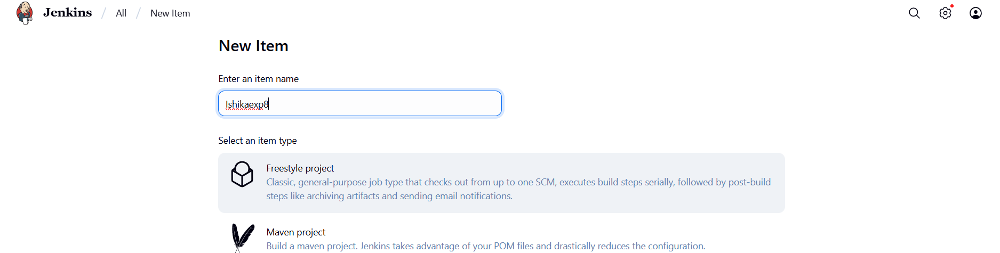 Jenkins / All / New Item
New Item
Enter an item name
Ishikaexp8
Select an item type
Freestyle project
Classic, general-purpose job type that checks out from up to one SCM, executes build steps serially, followed by post-build
steps like archiving artifacts and sending email notifications.
Maven project
Build a maven project. Jenkins takes advantage of your POM files and drastically reduces the configuration.